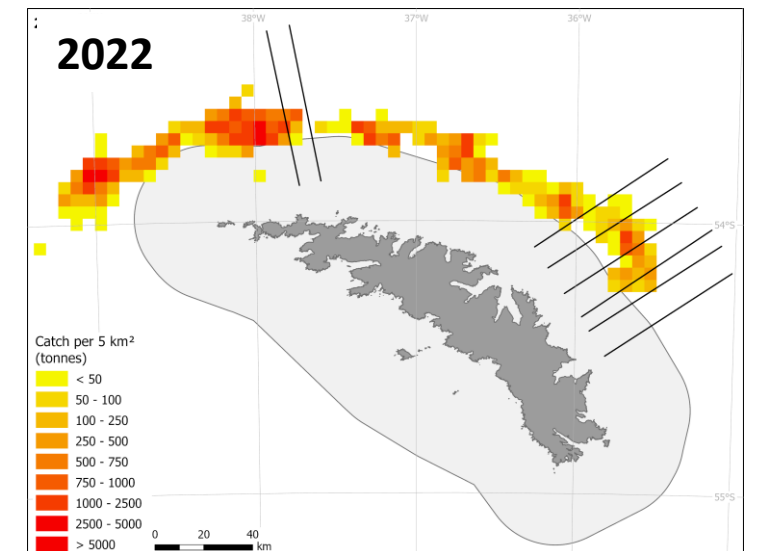 38°W 37°W 36°W
2022
54°S
Catch per 5 km²
(tonnes)
< 50
50 - 100
100 - 250
250 - 500
500 - 750
750 - 1000
1000 - 2500
2500 - 5000
> 5000
0 20 40
km
55°S